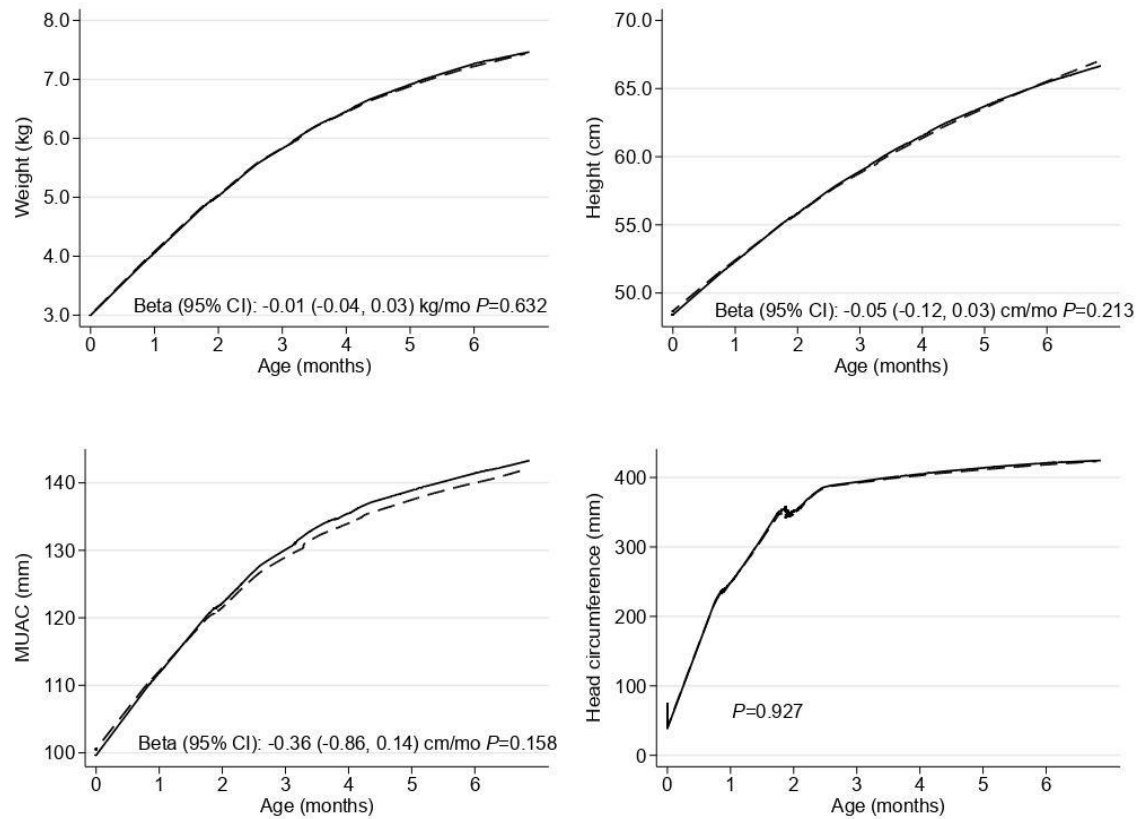 8.0
7.0
6.0
5.0
4.0
3.0
Weight (kg)
Beta (95% CI): -0.01 (-0.04, 0.03) kg/mo P=0.632
0 1 2 3 4 5 6
Age (months)
70.0
65.0
60.0
55.0
50.0
Height (cm)
Beta (95% CI): -0.05 (-0.12, 0.03) cm/mo P=0.213
0 1 2 3 4 5 6
Age (months)
140
130
120
110
100
MUAC (mm)
Beta (95% CI): -0.36 (-0.86, 0.14) cm/mo P=0.158
0 1 2 3 4 5 6
Age (months)
400
300
200
100
0
Head circumference (mm)
P=0.927
0 1 2 3 4 5 6
Age (months)